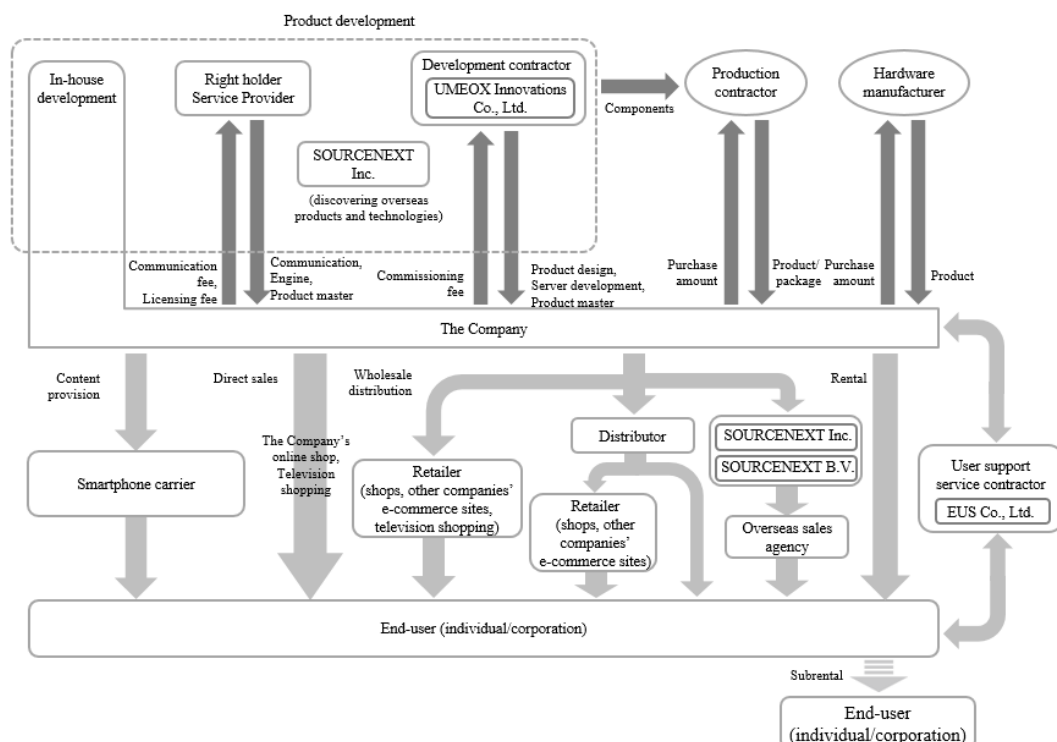 Product development
In-house
development
Right holder
Service Provider
Development contractor
UMEOX Innovations
Co., Ltd.
Components
Production
contractor
Hardware
manufacturer
SOURCENEXT
Inc.
(discovering overseas
products and technologies)
Communication
fee,
Licensing fee
Communication,
Engine,
Product master
Commissioning
fee
Product design,
Server development,
Product master
Purchase
amount
Product/
package
Purchase
amount
Product
The Company
Content
provision
Direct sales
Wholesale
distribution
Rental
The Company's
online shop,
Television
shopping
Smartphone carrier
Retailer
(shops, other companies'
e-commerce sites,
television shopping)
Distributor
Retailer
(shops, other
companies'
e-commerce sites)
SOURCENEXT Inc.
SOURCENEXT B.V.
Overseas sales
agency
User support
service contractor
EUS Co., Ltd.
End-user (individual/corporation)
Subrental
End-user
(individual/corporation)